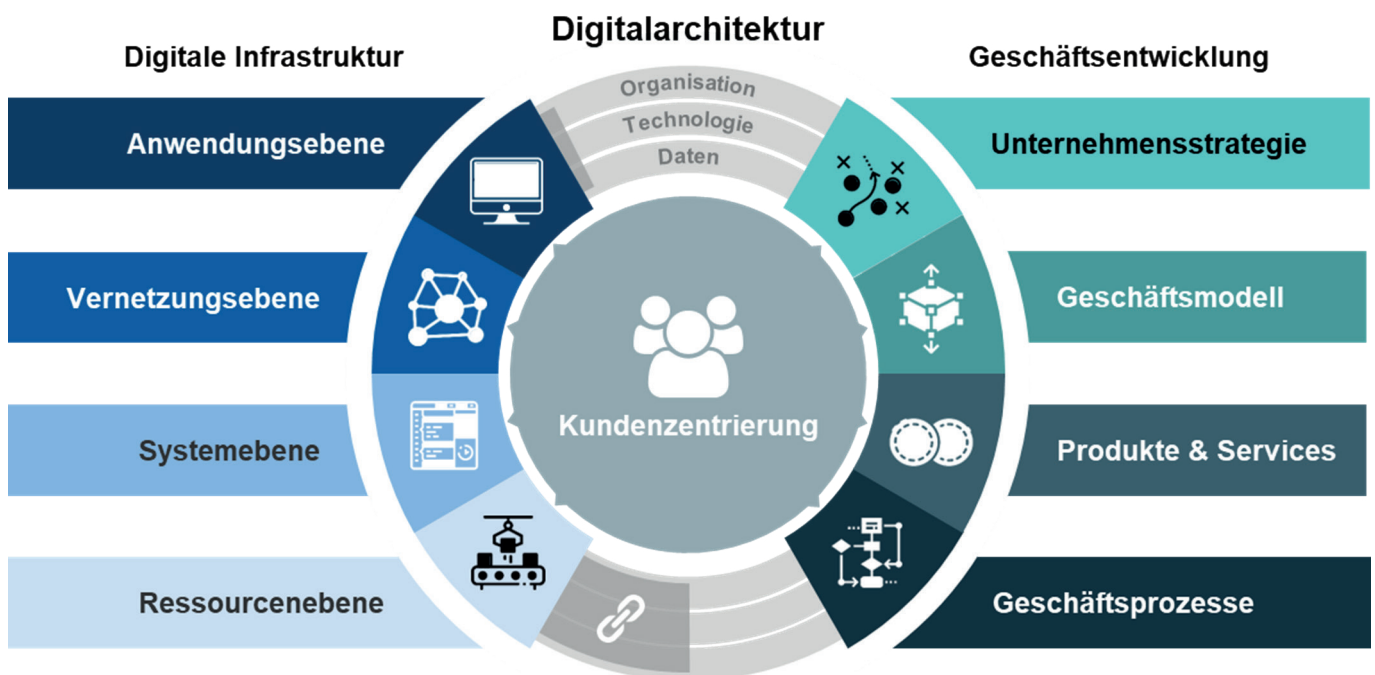 Digitalarchitektur
Digitale Infrastruktur
Geschäftsentwicklung
Organisation
Technologie
Daten
Anwendungsebene
Vernetzungsebene
Systemebene
Ressourcenebene
Kundenzentrierung
Unternehmensstrategie
Geschäftsmodell
Produkte & Services
Geschäftsprozesse